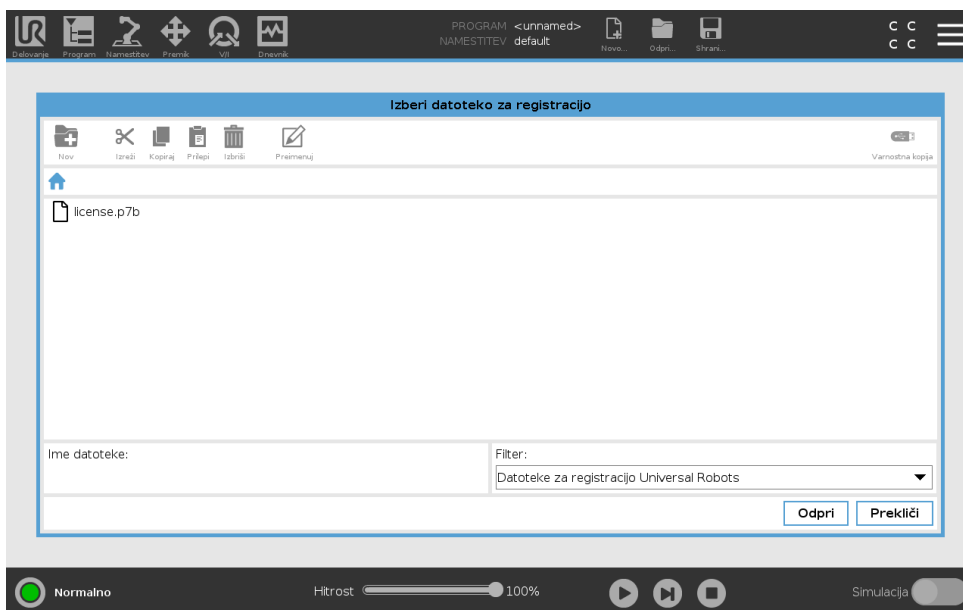 PROGRAM <unnamed>
NAMESTITEV default
Delovanje Program Namestitev Premik V/I Dnevnik Novo... Odpri... Shrani...
C C
C C
Izberi datoteko za registracijo
Nov Izreži Kopiraj Prilepi Izbriši Preimenuj Varnostna kopija
license.p7b
Ime datoteke:
Filter:
Datoteke za registracijo Universal Robots
Odpri Prekliči
Normalno Hitrost 100% Simulacija